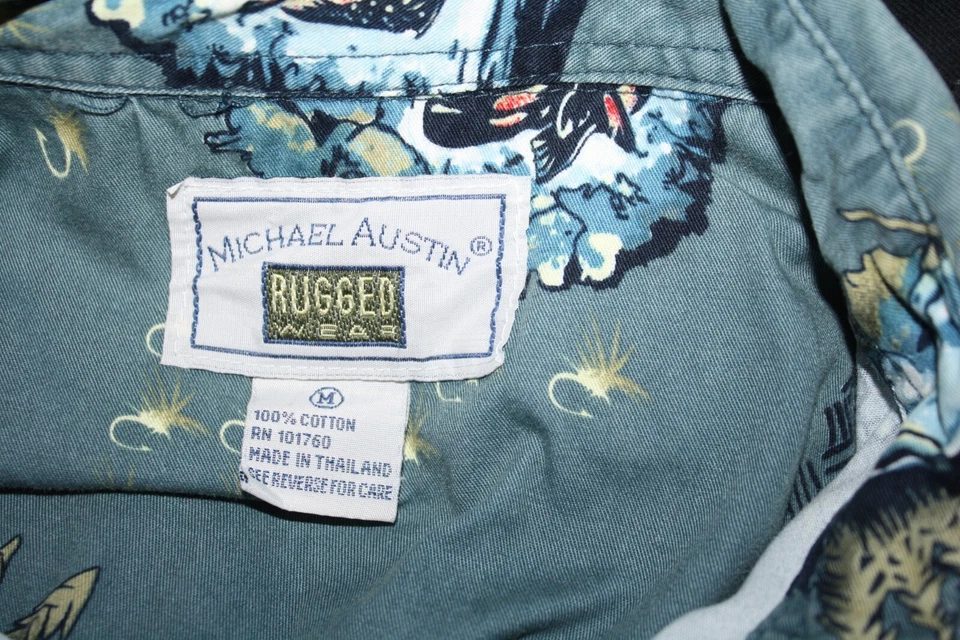 MICHAEL AUSTIN®
RUGGED
WEAR
M
100% COTTON
RN 101760
MADE IN THAILAND
SEE REVERSE FOR CARE